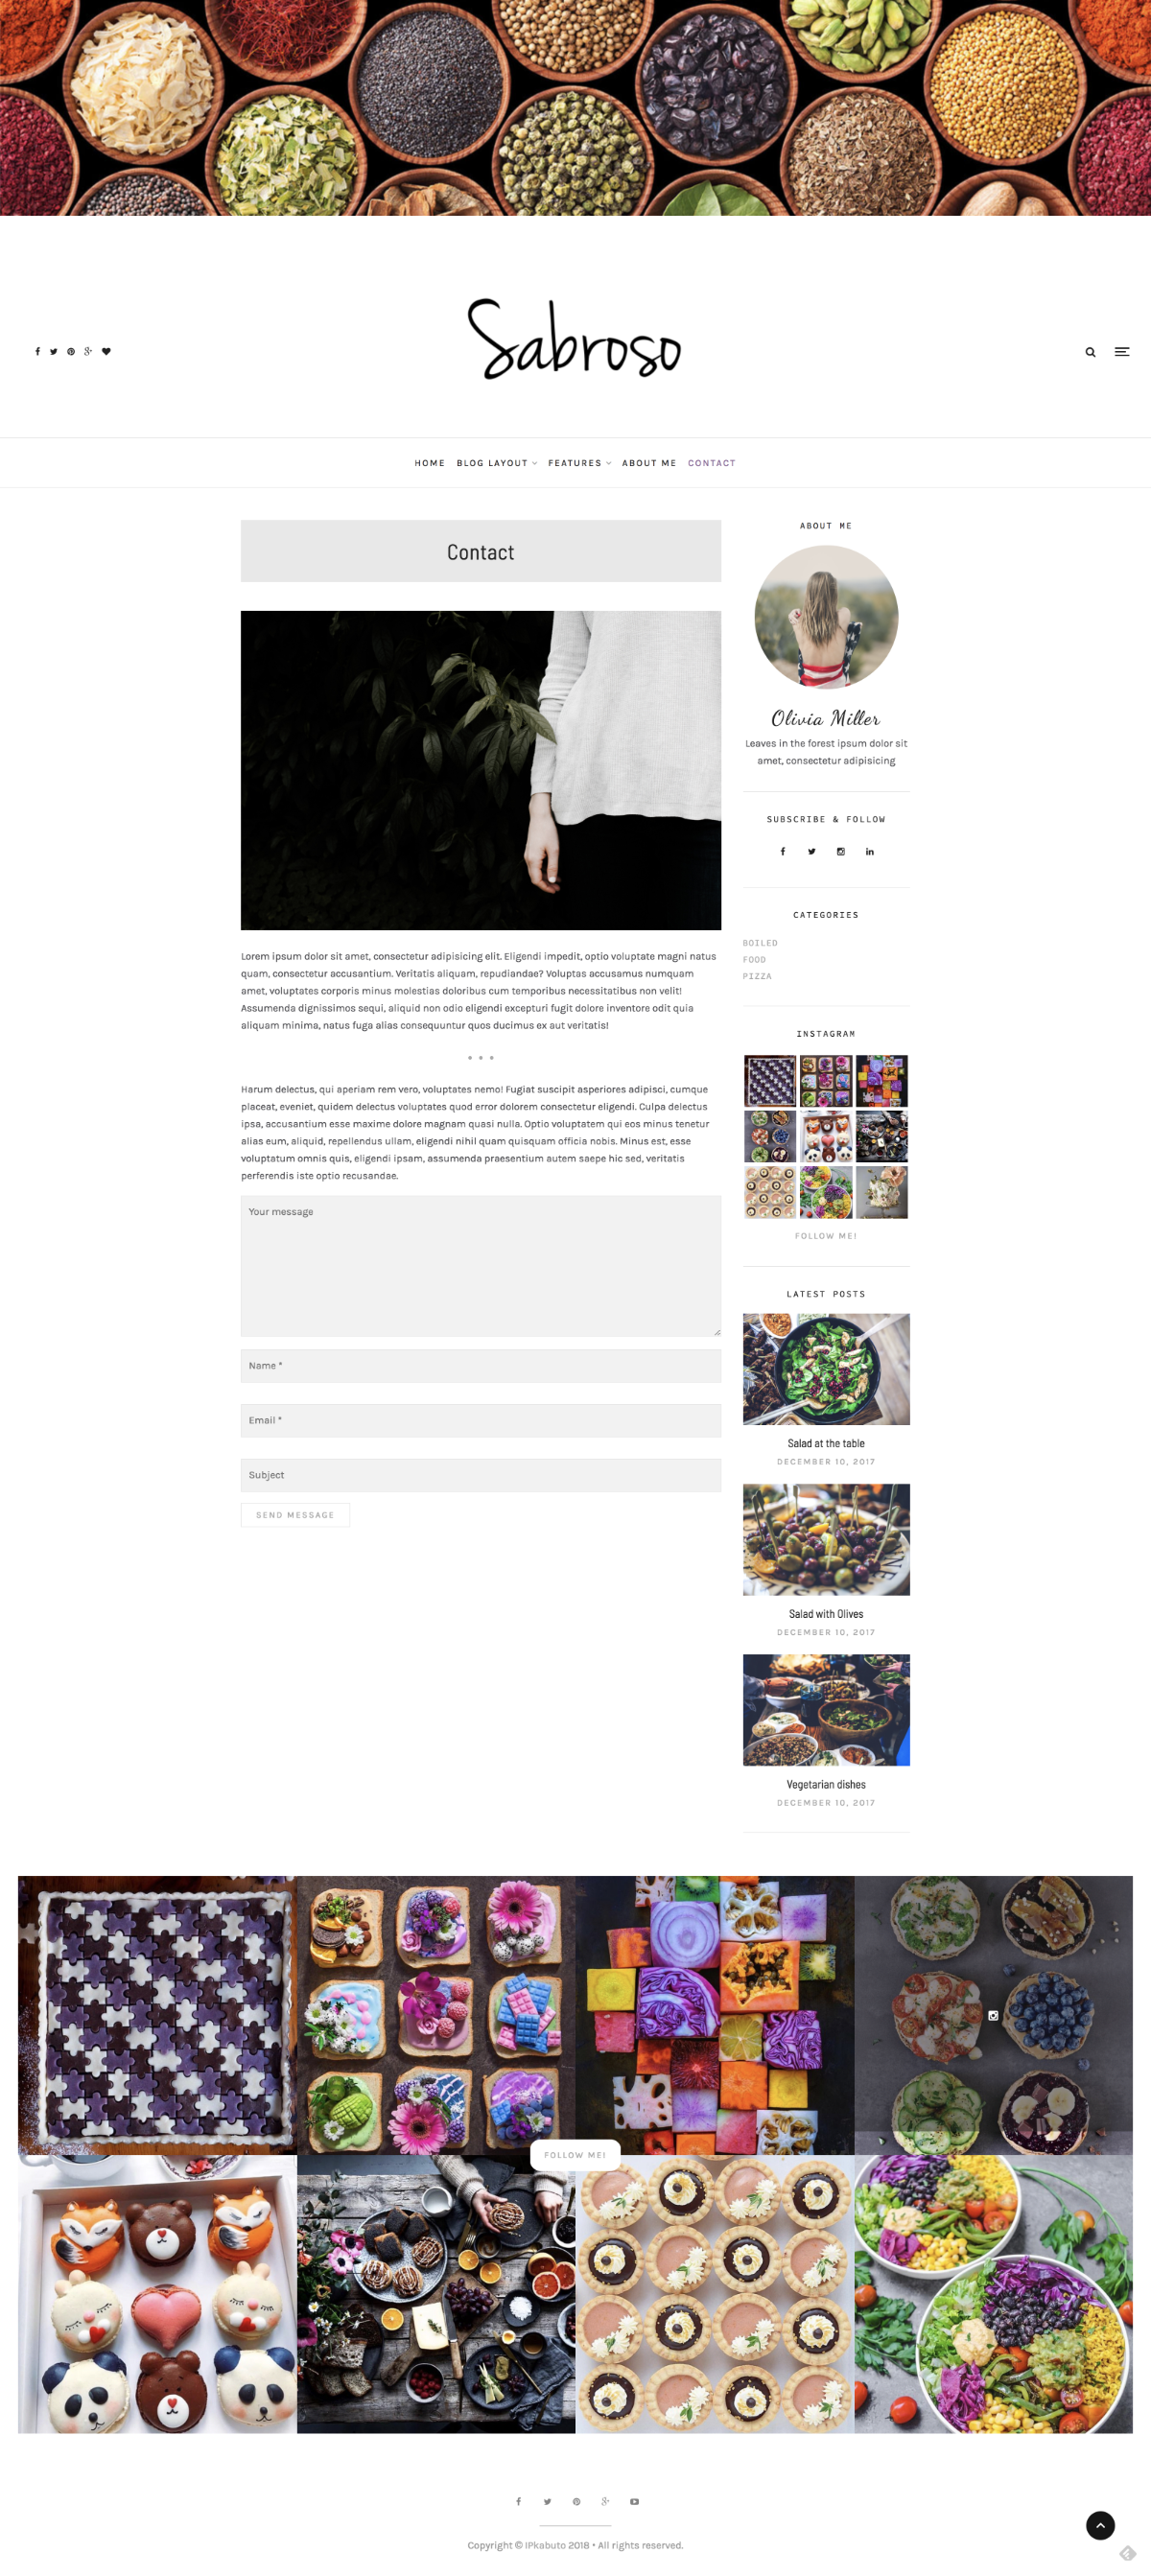 Sabroso
HOME BLOG LAYOUT FEATURES ABOUT ME CONTACT
Contact
Lorem ipsum dolor sit amet, consectetur adipisicing elit. Eligendi impedit, optio voluptate magni natus
quam, consectetur accusantium. Veritatis aliquam, repudiandae? Voluptas accusamus numquam
amet, voluptates corporis minus molestias doloribus cum temporibus necessitatibus non velit!
Assumenda dignissimos sequi, aliquid non odio eligendi excepturi fugit dolore inventore odit quia
aliquam minima, natus fuga alias consequuntur quos ducimus ex aut veritatis!
Harum delectus, qui aperiam rem vero, voluptates nemo! Fugiat suscipit asperiores adipisci, cumque
placeat, eveniet, quidem delectus voluptates quod error dolorem consectetur eligendi. Culpa delectus
ipsa, accusantium esse maxime dolore magnam quasi nulla. Optio voluptatem qui eos minus tenetur
alias eum, aliquid, repellendus ullam, eligendi nihil quam quisquam officia nobis. Minus est, esse
voluptatum omnis quis, eligendi ipsam, assumenda praesentium autem saepe hic sed, veritatis
perferendis iste optio recusandae.
Your message
Name *
Email *
Subject
SEND MESSAGE
ABOUT ME
Olivia Miller
Leaves in the forest ipsum dolor sit
amet, consectetur adipisicing
SUBSCRIBE & FOLLOW
CATEGORIES
BOILED
FOOD
PIZZA
INSTAGRAM
FOLLOW ME!
LATEST POSTS
Salad at the table
DECEMBER 10, 2017
Salad with Olives
DECEMBER 10, 2017
Vegetarian dishes
DECEMBER 10, 2017
FOLLOW ME!
Copyright © IPkabuto 2018 • All rights reserved.